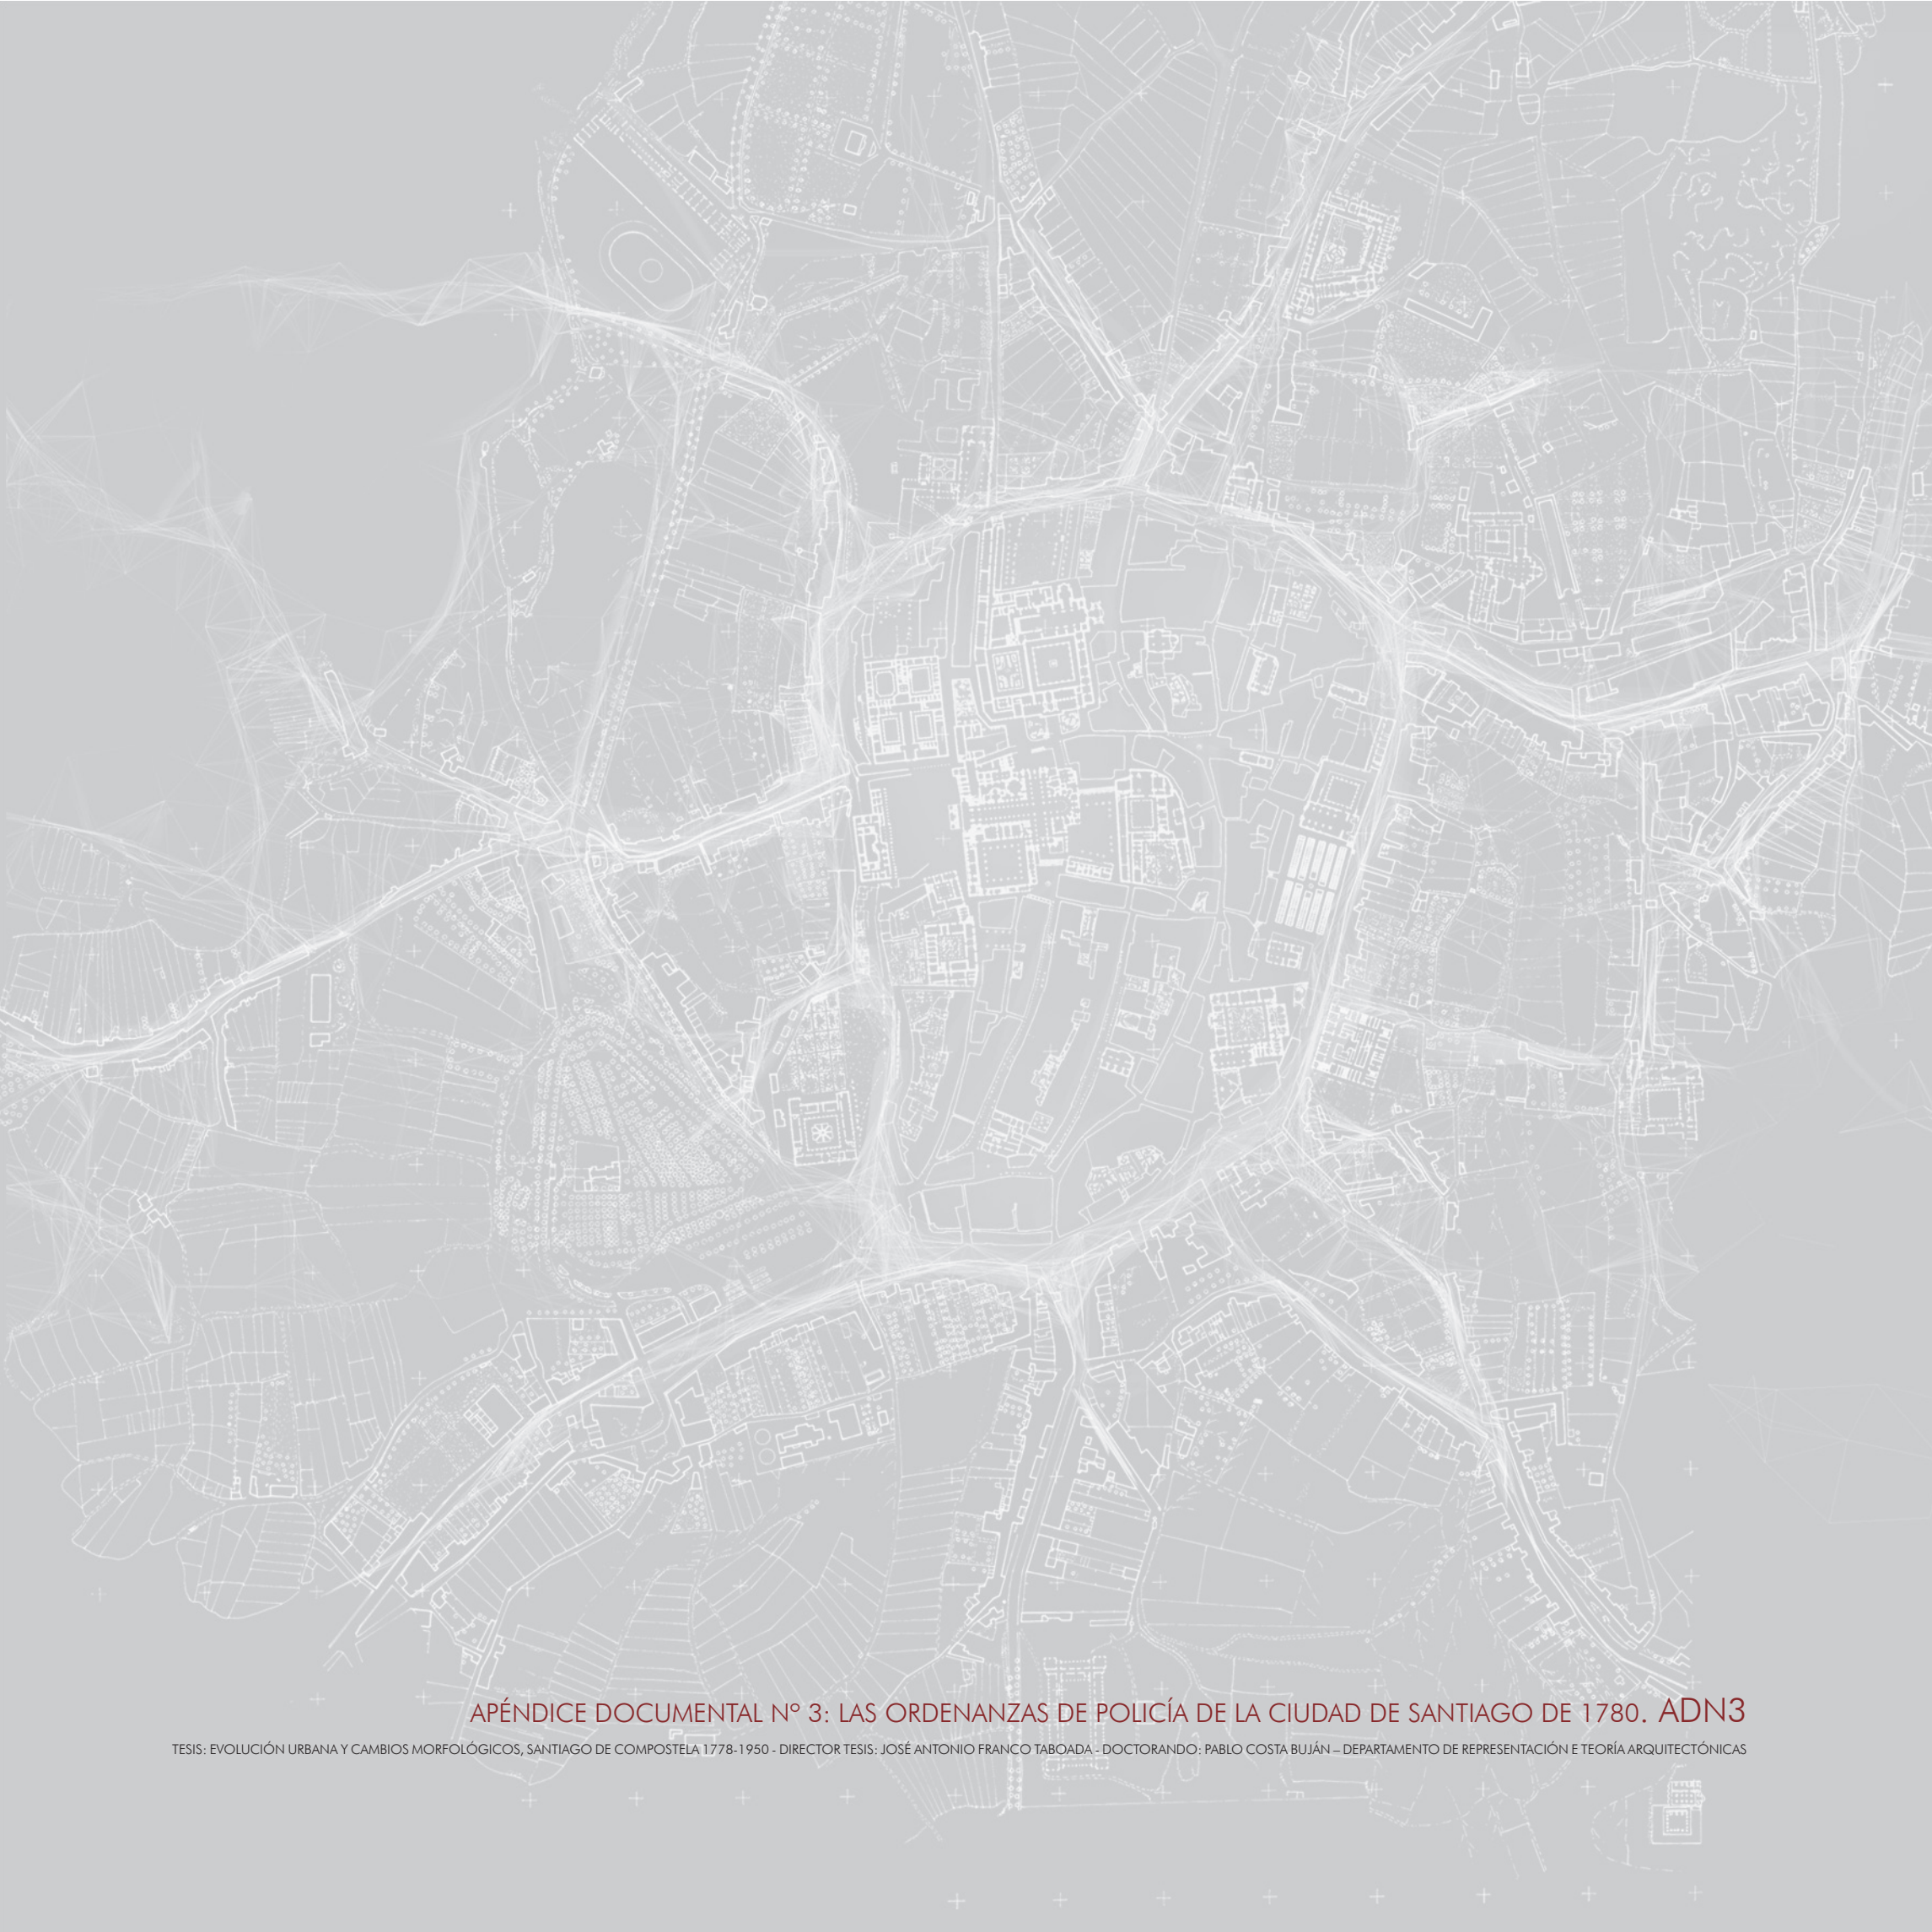 APÉNDICE DOCUMENTAL Nº 3: LAS ORDENANZAS DE POLICÍA DE LA CIUDAD DE SANTIAGO DE 1780. ADN3
TESIS: EVOLUCIÓN URBANA Y CAMBIOS MORFOLÓGICOS, SANTIAGO DE COMPOSTELA 1778-1950 - DIRECTOR TESIS: JOSÉ ANTONIO FRANCO TABOADA - DOCTORANDO: PABLO COSTA BUJÁN – DEPARTAMENTO DE REPRESENTACIÓN E TEORÍA ARQUITECTÓNICAS